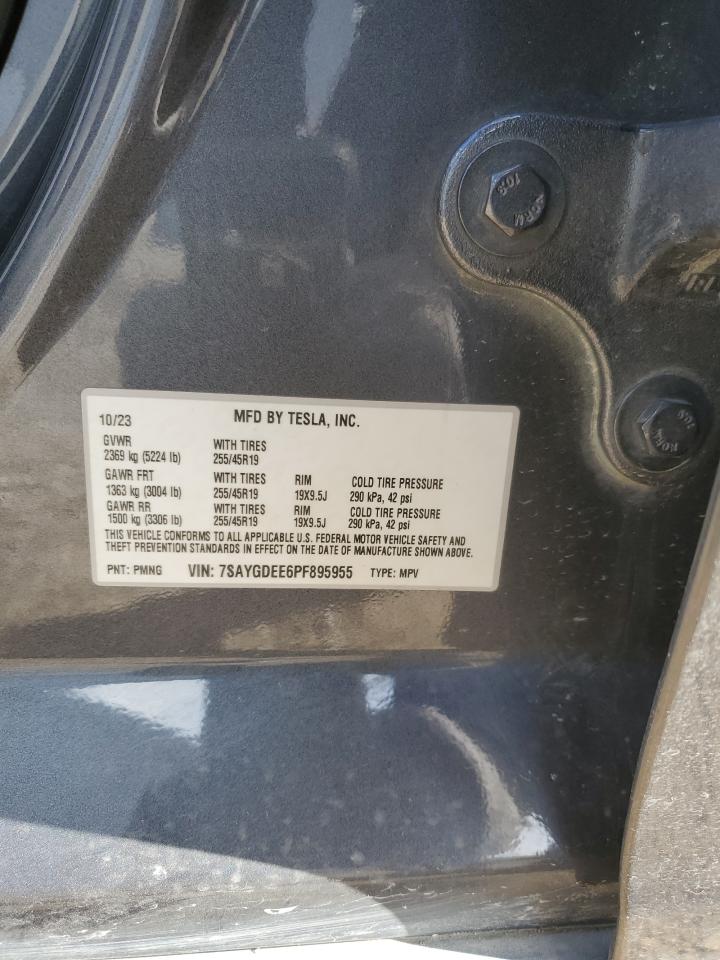 10/23 MFD BY TESLA, INC.
GVWR WITH TIRES
2369 kg (5224 lb) 255/45R19
GAWR FRT WITH TIRES RIM COLD TIRE PRESSURE
1363 kg (3004 lb) 255/45R19 19X9.5J 290 kPa, 42 psi
GAWR RR WITH TIRES RIM COLD TIRE PRESSURE
1500 kg (3306 lb) 255/45R19 19X9.5J 290 kPa, 42 psi
THIS VEHICLE CONFORMS TO ALL APPLICABLE U.S. FEDERAL MOTOR VEHICLE SAFETY AND
THEFT PREVENTION STANDARDS IN EFFECT ON THE DATE OF MANUFACTURE SHOWN ABOVE.
PNT: PMNG VIN: 7SAYGDEE6PF895955 TYPE: MPV
10.9
10.9